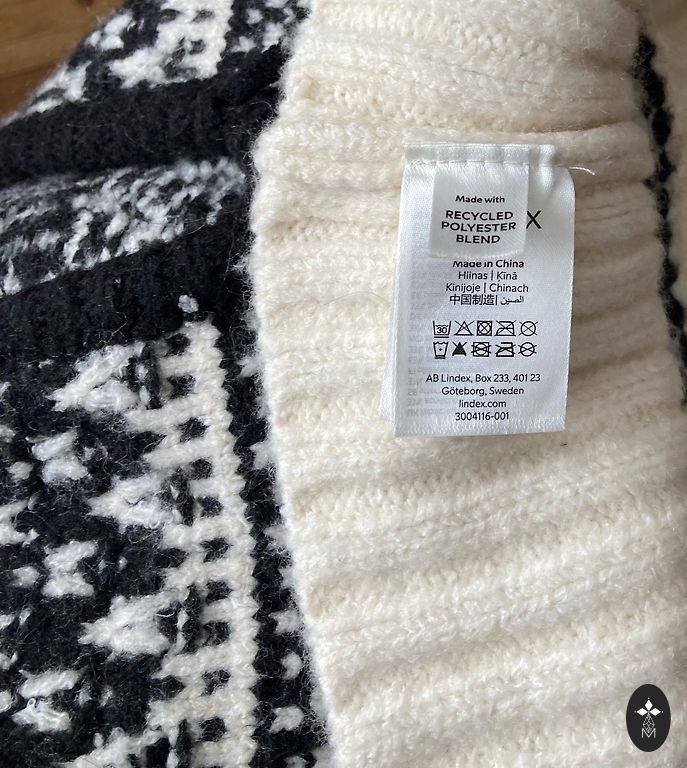 Made with
RECYCLED
POLYESTER
BLEND
X
Made in China
Hiinas | Ķīnā
Kinijoje | Chinach
中国制造| الصين
30
AB Lindex, Box 233, 401 23
Göteborg, Sweden
lindex.com
3004116-001
M